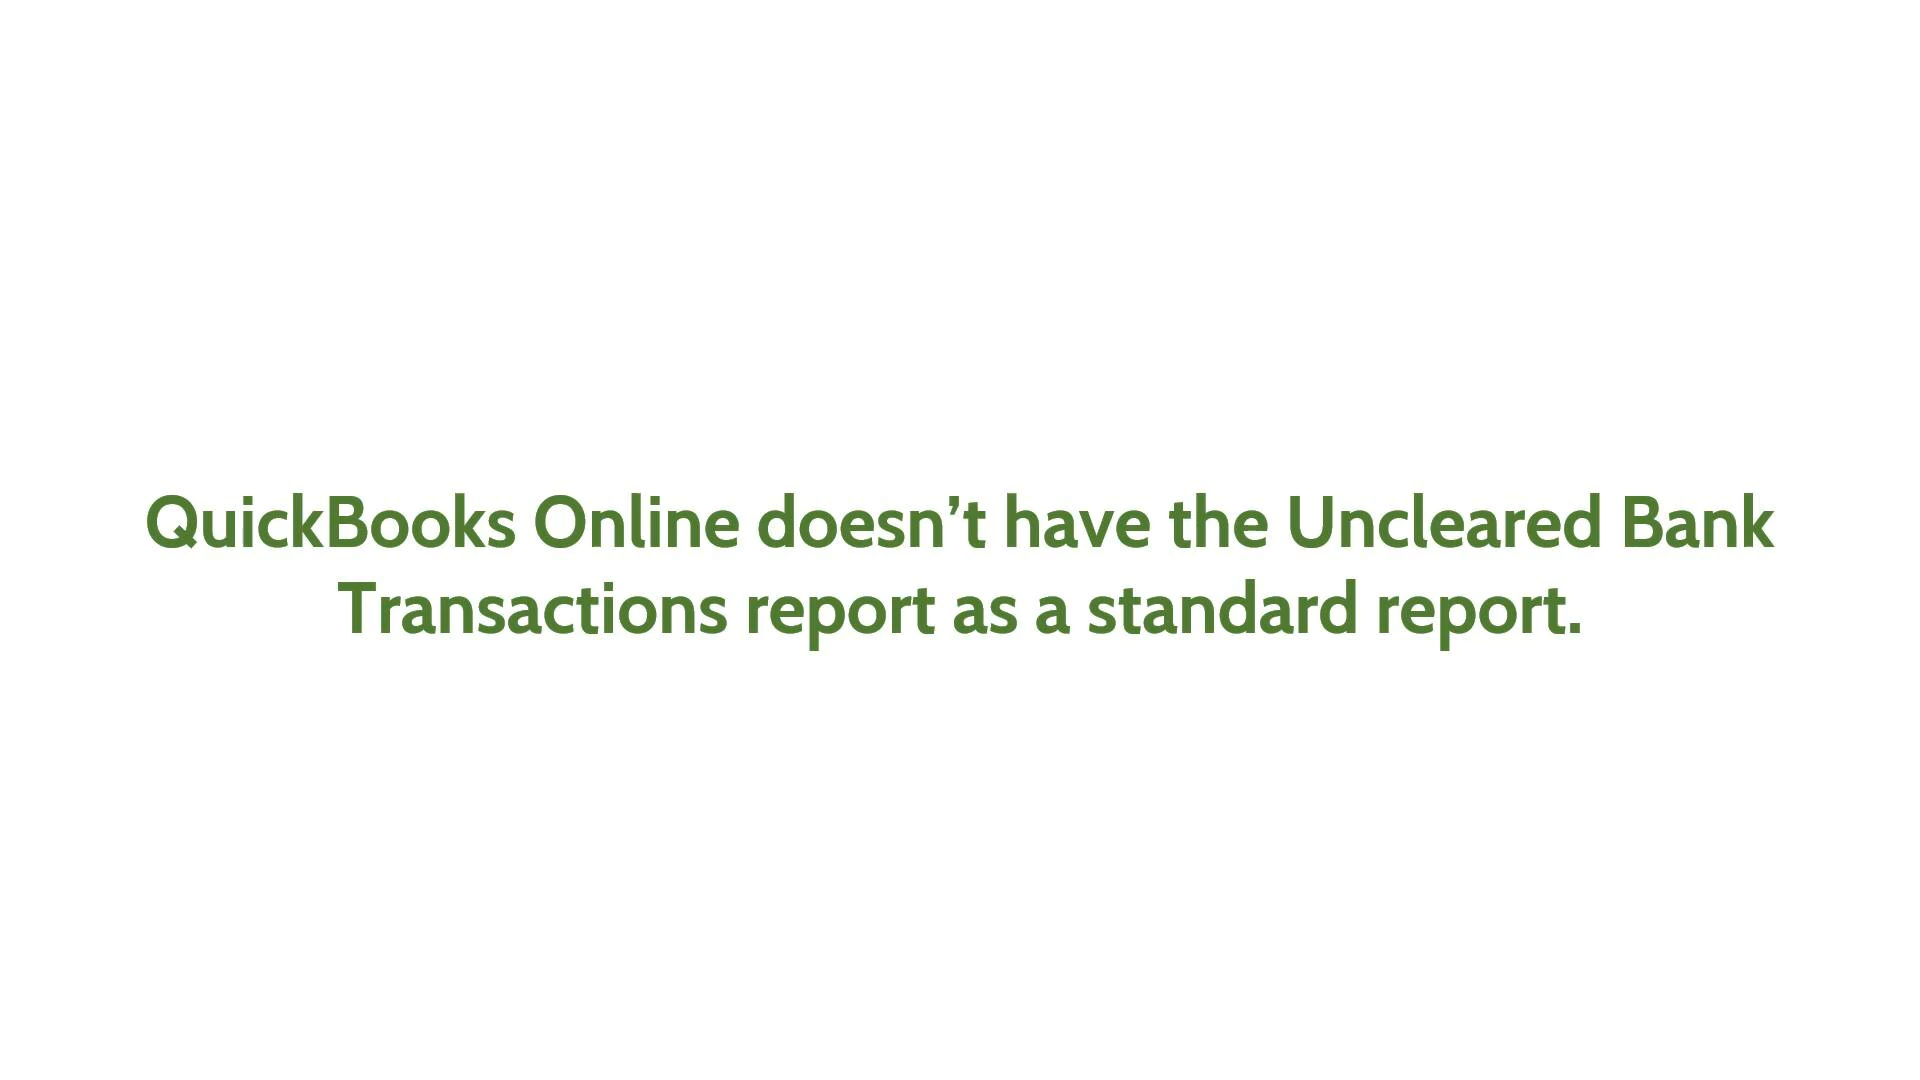 QuickBooks Online doesn’t have the Uncleared Bank
Transactions report as a standard report.